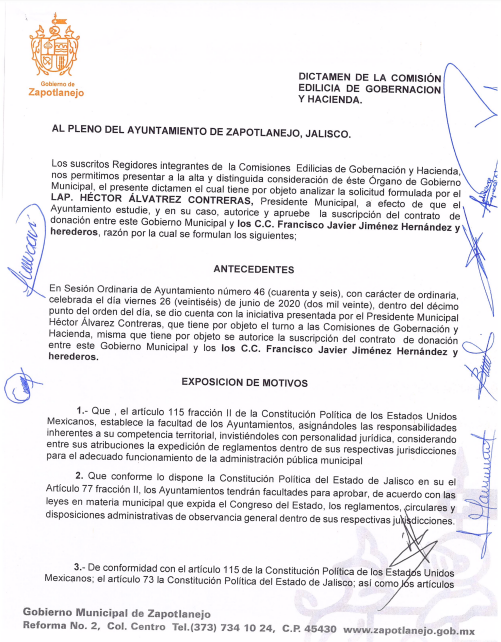 Gobierno de
Zapotlanejo
DICTAMEN DE LA COMISIÓN
EDILICIA DE GOBERNACION
Y HACIENDA.
AL PLENO DEL AYUNTAMIENTO DE ZAPOTLANEJO, JALISCO.
Los suscritos Regidores integrantes de la Comisiones Edilicias de Gobernación y Hacienda,
nos permitimos presentar a la alta y distinguida consideración de éste Órgano de Gobierno
Municipal, el presente dictamen el cual tiene por objeto analizar la solicitud formulada por el
LAP. HÉCTOR ÁLVATREZ CONTRERAS, Presidente Municipal, a efecto de que el
Ayuntamiento estudie, y en su caso, autorice y apruebe la suscripción del contrato de
donación entre este Gobierno Municipal y los C.C. Francisco Javier Jiménez Hernández y
herederos, razón por la cual se formulan los siguientes;
ANTECEDENTES
En Sesión Ordinaria de Ayuntamiento número 46 (cuarenta y seis), con carácter de ordinaria,
celebrada el día viernes 26 (veintiséis) de junio de 2020 (dos mil veinte), dentro del décimo
punto del orden del día, se dio cuenta con la iniciativa presentada por el Presidente Municipal
Héctor Álvarez Contreras, que tiene por objeto el turno a las Comisiones de Gobernación y
Hacienda, misma que tiene por objeto se autorice la suscripción del contrato de donación
entre este Gobierno Municipal y los los C.C. Francisco Javier Jiménez Hernández y
herederos.
EXPOSICION DE MOTIVOS
1.- Que , el artículo 115 fracción II de la Constitución Política de los Estados Unidos
Mexicanos, establece la facultad de los Ayuntamientos, asignándoles las responsabilidades
inherentes a su competencia territorial, invistiéndoles con personalidad jurídica, considerando
entre sus atribuciones la expedición de reglamentos dentro de sus respectivas jurisdicciones
para el adecuado funcionamiento de la administración pública municipal
2. Que conforme lo dispone la Constitución Política del Estado de Jalisco en su el
Artículo 77 fracción II, los Ayuntamientos tendrán facultades para aprobar, de acuerdo con las
leyes en materia municipal que expida el Congreso del Estado, los reglamentos, circulares y
disposiciones administrativas de observancia general dentro de sus respectivas jurisdicciones.
3.- De conformidad con el artículo 115 de la Constitución Política de los Estados Unidos
Mexicanos; el artículo 73 la Constitución Política del Estado de Jalisco; así como los artículos
Gobierno Municipal de Zapotlanejo
Reforma No. 2, Col. Centro Tel.(373) 734 10 24, C.P. 45430 www.zapotlanejo.gob.mx